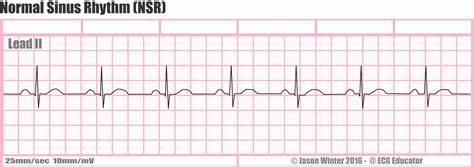 Normal Sinus Rhythm (NSR)
Lead II
25mm/sec 10mm/mV
© Jason Winter 2016 - @ ECG Educator